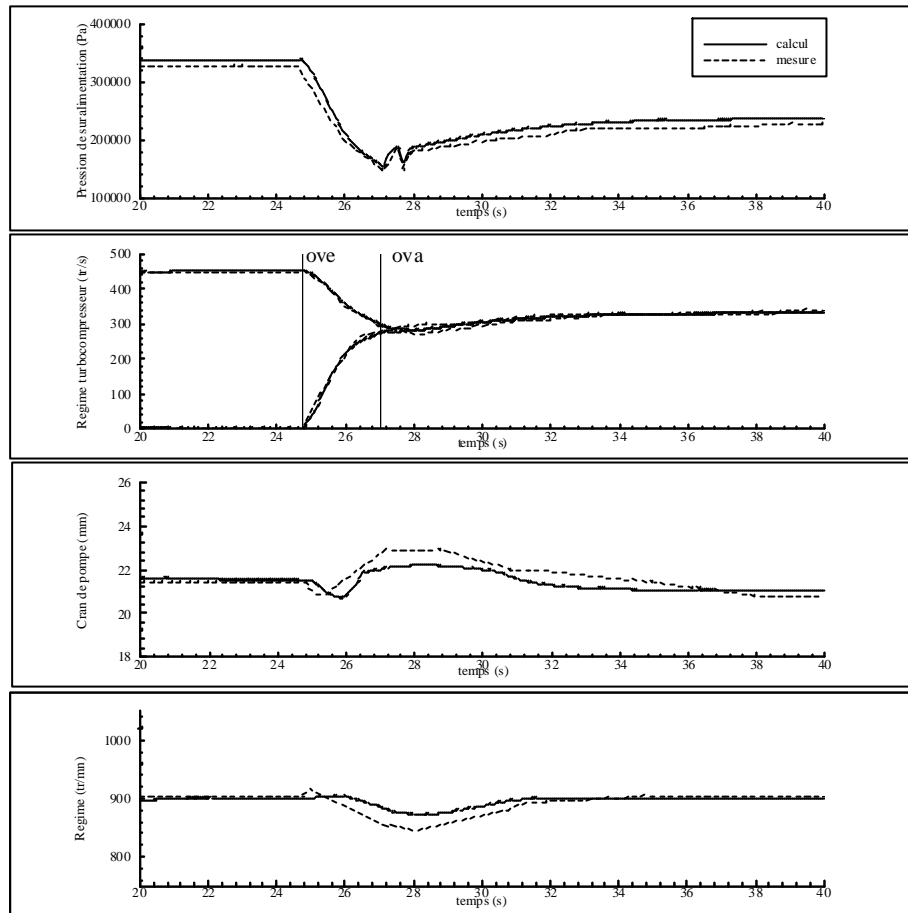 Pression de suralimentation (Pa)
400000
300000
200000
100000
calcul
mesure
20 22 24 26 28 30 32 34 36 38 40
temps (s)
Regime turbocompresseur (tr/s)
500
400
300
200
100
0
ove
ova
20 22 24 26 28 30 32 34 36 38 40
temps (s)
Cran de pompe (mm)
26
24
22
20
18
20 22 24 26 28 30 32 34 36 38 40
temps (s)
Regime (tr/mn)
1000
900
800
20 22 24 26 28 30 32 34 36 38 40
temps (s)